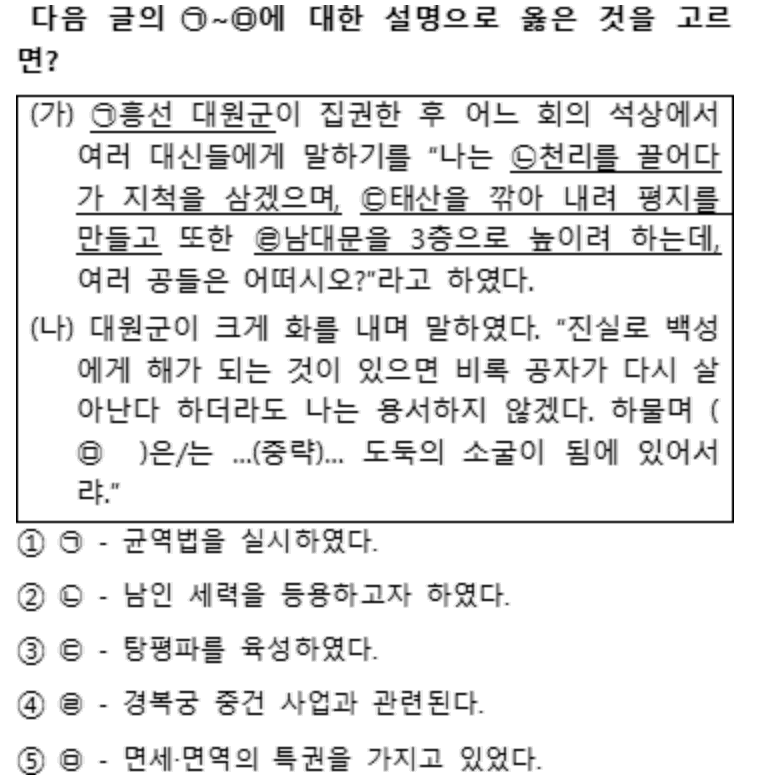 다음 글의 ㉠~㉤에 대한 설명으로 옳은 것을 고르
면?
(가) ㉠흥선 대원군이 집권한 후 어느 회의 석상에서
여러 대신들에게 말하기를 “나는 ㉡천리를 끌어다
가 지척을 삼겠으며, ㉢태산을 깎아 내려 평지를
만들고 또한 ㉣남대문을 3층으로 높이려 하는데,
여러 공들은 어떠시오?”라고 하였다.
(나) 대원군이 크게 화를 내며 말하였다. “진실로 백성
에게 해가 되는 것이 있으면 비록 공자가 다시 살
아난다 하더라도 나는 용서하지 않겠다. 하물며 (
㉤ )은/는 ...(중략)... 도둑의 소굴이 됨에 있어서
랴.”
① ㉠ - 균역법을 실시하였다.
② ㉡ - 남인 세력을 등용하고자 하였다.
③ ㉢ - 탕평파를 육성하였다.
④ ㉣ - 경복궁 중건 사업과 관련된다.
⑤ ㉤ - 면세·면역의 특권을 가지고 있었다.